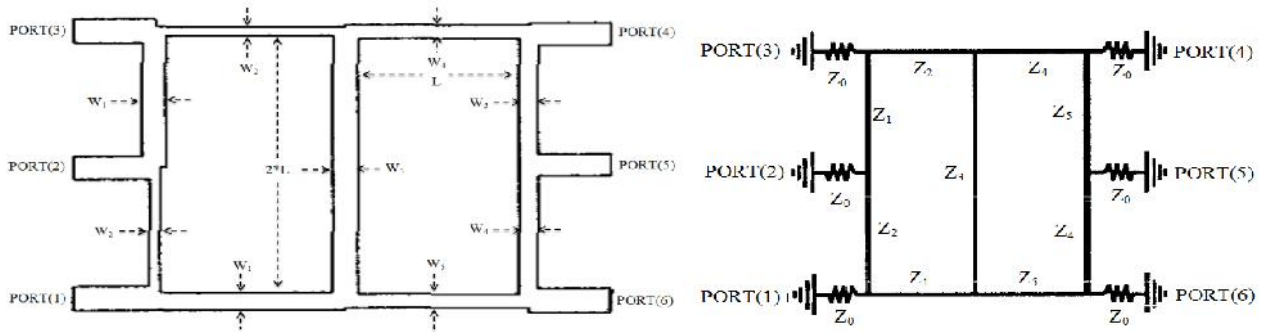 PORT(3)
PORT(4)
W₂
W₄
L
W₁
W₅
PORT(2)
PORT(5)
2*L
W₃
W₂
W₄
W₁
W₅
PORT(1)
PORT(6)
PORT(3)
Z₀
Z₂
Z₄
Z₀
PORT(4)
Z₁
Z₅
PORT(2)
Z₀
Z₃
Z₀
PORT(5)
Z₂
Z₄
PORT(1)
Z₀
Z₁
Z₅
Z₀
PORT(6)